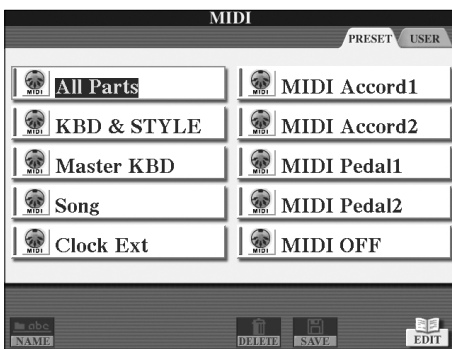 MIDI
PRESET USER
All Parts
KBD & STYLE
Master KBD
Song
Clock Ext
MIDI Accord1
MIDI Accord2
MIDI Pedal1
MIDI Pedal2
MIDI OFF
abc
NAME
DELETE
SAVE
EDIT